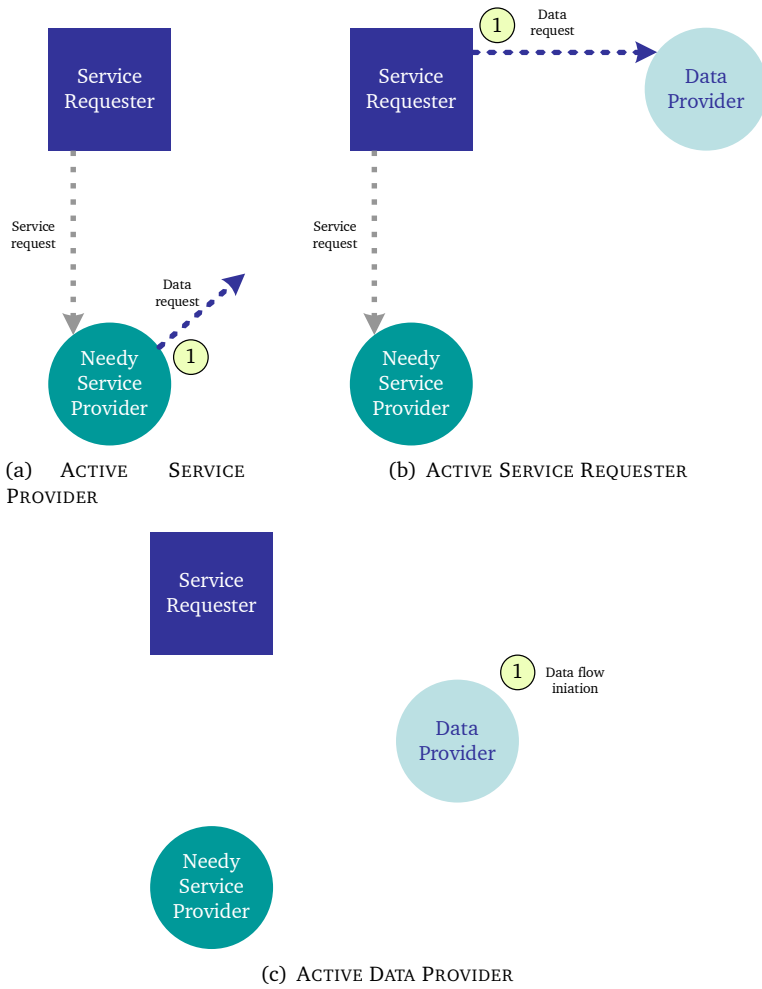 Service
Requester
Service
request
Data
request
1
Needy
Service
Provider
(a) ACTIVE SERVICE
PROVIDER
1
Data
request
Service
Requester
Data
Provider
Service
request
Needy
Service
Provider
(b) ACTIVE SERVICE REQUESTER
Service
Requester
1
Data flow
iniation
Data
Provider
Needy
Service
Provider
(c) ACTIVE DATA PROVIDER